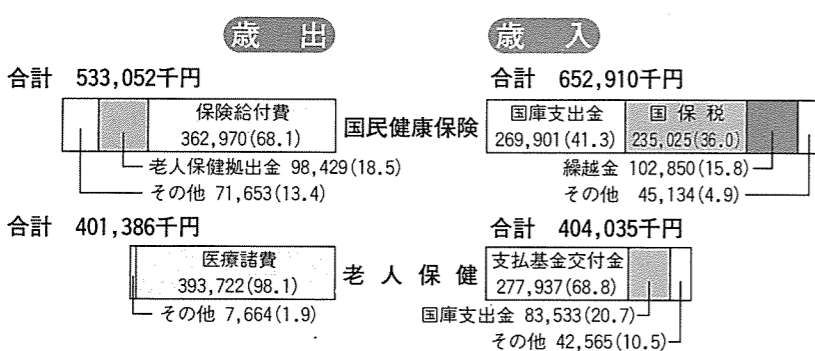 歳出
歳入
合計 533,052千円
合計 652,910千円
保険給付費
362,970(68.1)
国民健康保険
国庫支出金
269,901(41.3)
国保税
235,025(36.0)
老人保健拠出金 98,429(18.5)
その他 71,653(13.4)
繰越金 102,850(15.8)
その他 45,134(4.9)
合計 401,386千円
合計 404,035千円
医療諸費
393,722(98.1)
老人保健
支払基金交付金
277,937(68.8)
その他 7,664(1.9)
国庫支出金 83,533(20.7)
その他 42,565(10.5)